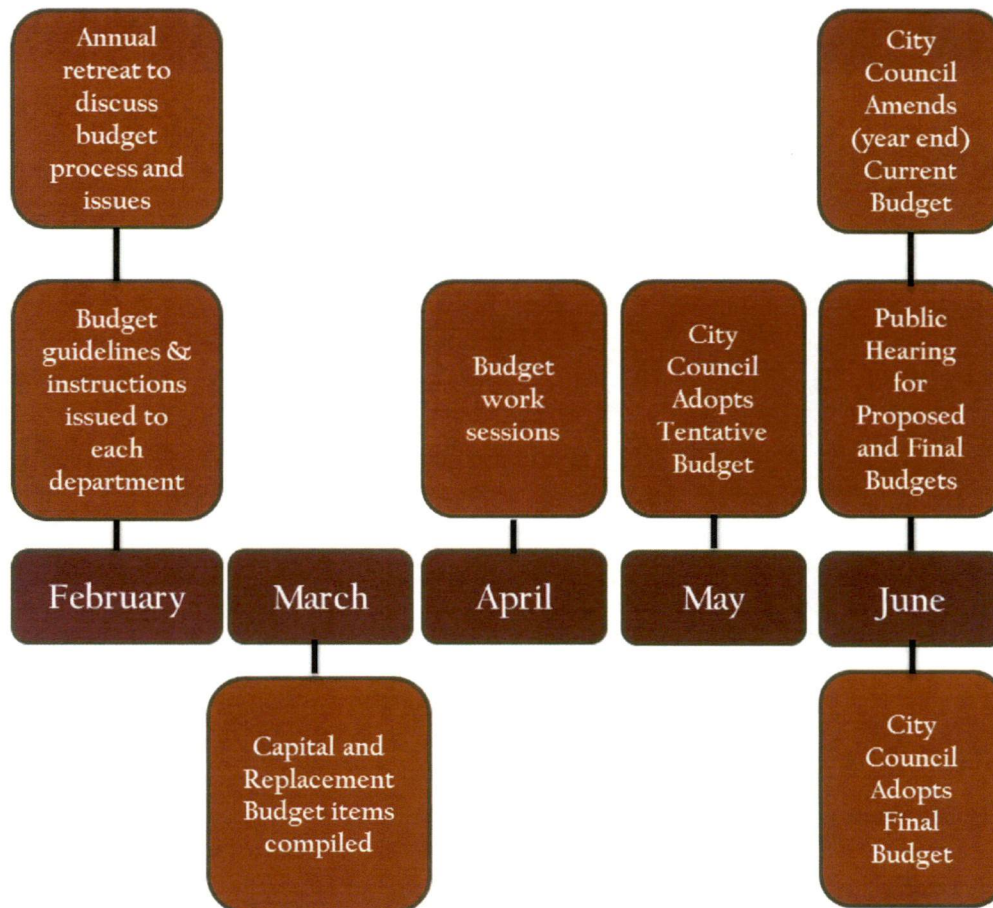 Annual
retreat to
discuss
budget
process and
issues
City
Council
Amends
(year end)
Current
Budget
Budget
guidelines &
instructions
issued to
each
department
Budget
work
sessions
City
Council
Adopts
Tentative
Budget
Public
Hearing
for
Proposed
and Final
Budgets
February
March
April
May
June
Capital and
Replacement
Budget items
compiled
City
Council
Adopts
Final
Budget